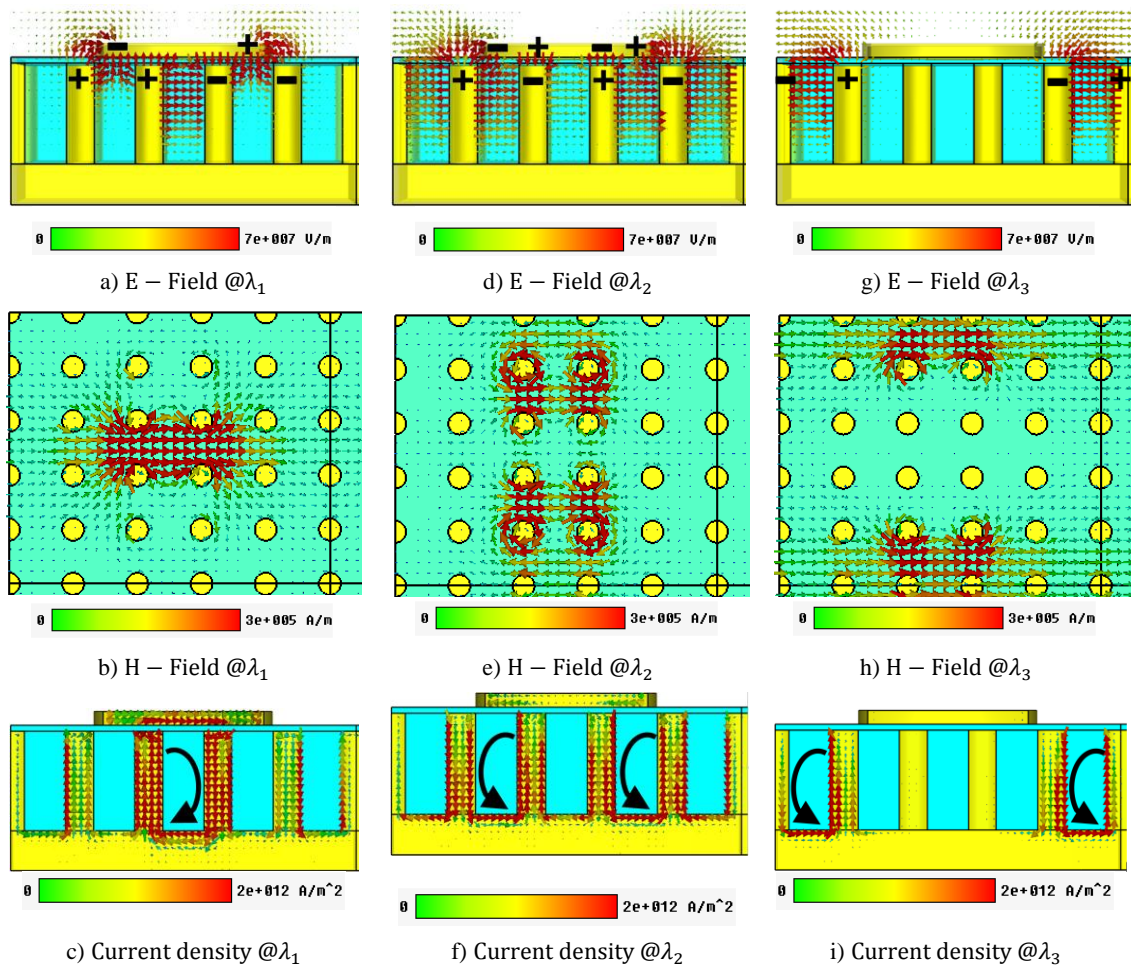 - + - + - +
+ + - - + - + - - + - +
0 7e+007 V/m 0 7e+007 V/m 0 7e+007 V/m
a) E − Field @λ₁ d) E − Field @λ₂ g) E − Field @λ₃
0 3e+005 A/m 0 3e+005 A/m 0 3e+005 A/m
b) H − Field @λ₁ e) H − Field @λ₂ h) H − Field @λ₃
0 2e+012 A/m^2 0 2e+012 A/m^2 0 2e+012 A/m^2
c) Current density @λ₁ f) Current density @λ₂ i) Current density @λ₃